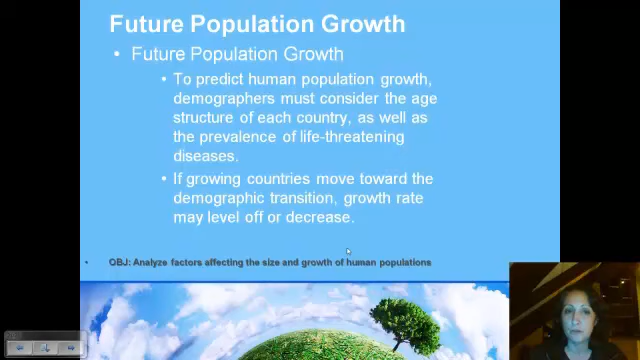 Future Population Growth
• Future Population Growth
• To predict human population growth,
demographers must consider the age
structure of each country, as well as
the prevalence of life-threatening
diseases.
• If growing countries move toward the
demographic transition, growth rate
may level off or decrease.
• OBJ: Analyze factors affecting the size and growth of human populations